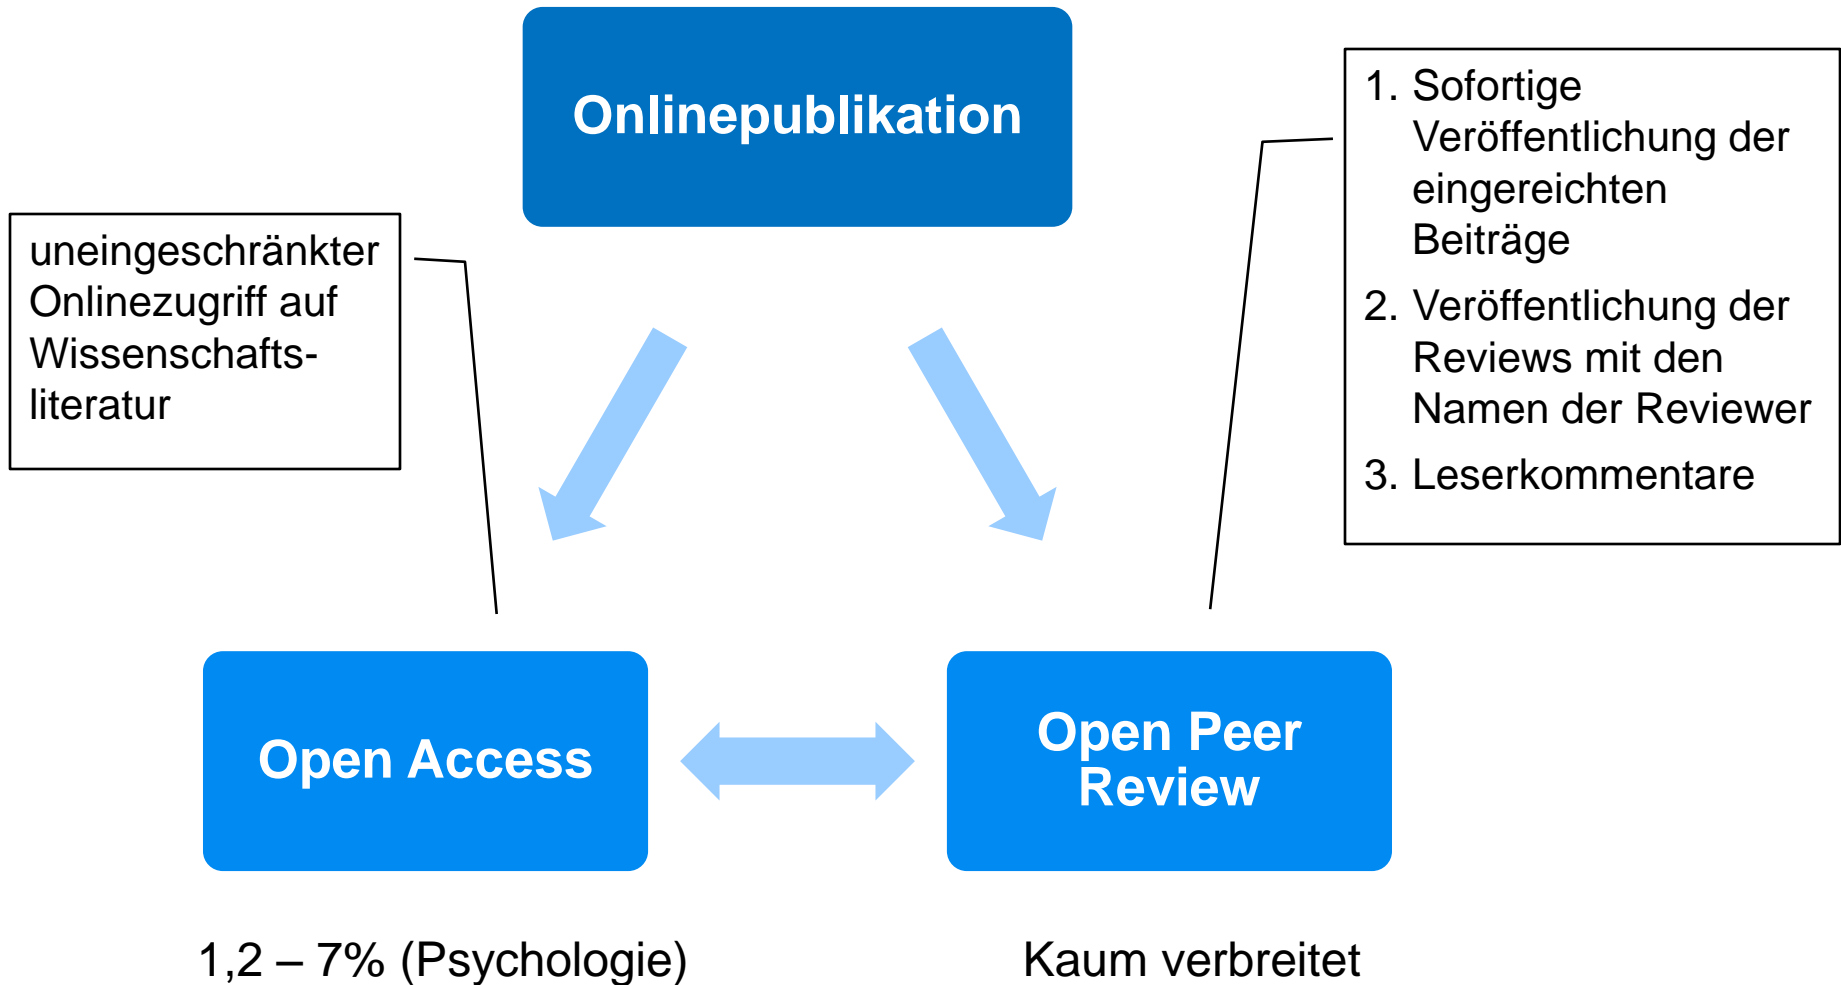 Onlinepublikation
uneingeschränkter
Onlinezugriff auf
Wissenschafts-
literatur
1. Sofortige
Veröffentlichung der
eingereichten
Beiträge
2. Veröffentlichung der
Reviews mit den
Namen der Reviewer
3. Leserkommentare
Open Access
Open Peer
Review
1,2 – 7% (Psychologie)
Kaum verbreitet